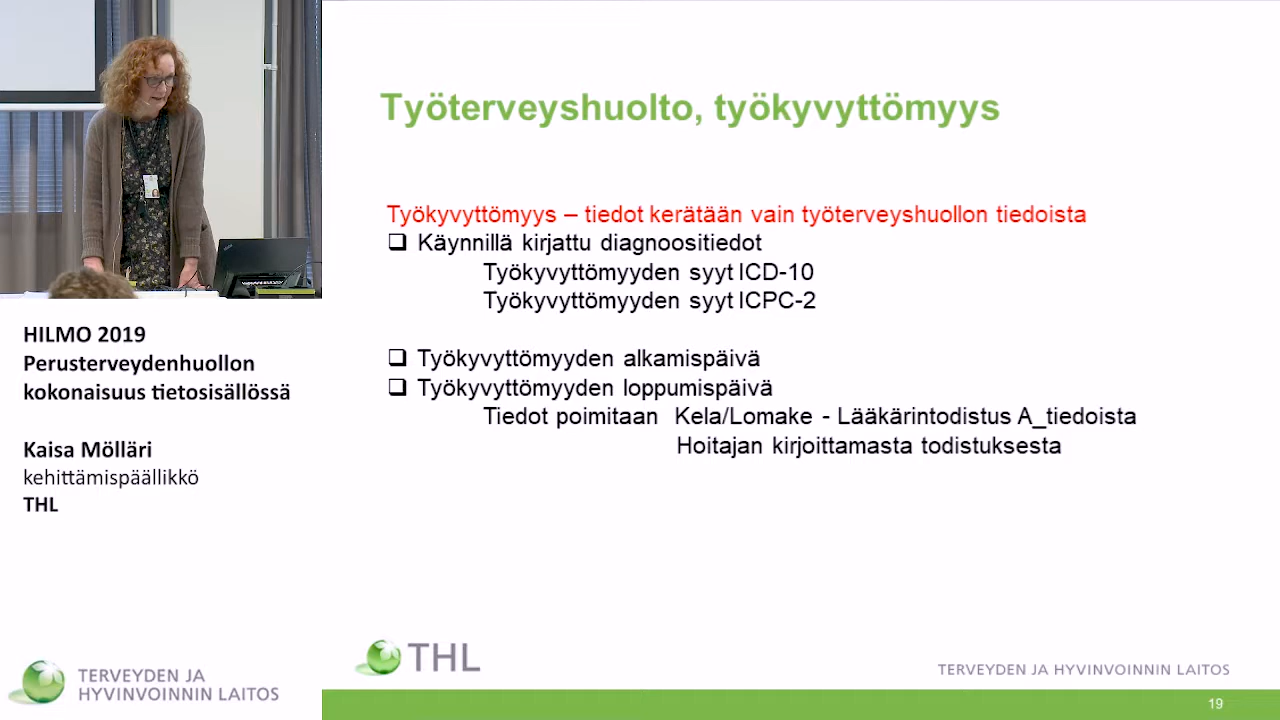 HILMO 2019
Perusterveydenhuollon
kokonaisuus tietosisällössä
Kaisa Mölläri
kehittämispäällikkö
THL
TERVEYDEN JA
HYVINVOINNIN LAITOS
Työterveyshuolto, työkyvyttömyys
Työkyvyttömyys – tiedot kerätään vain työterveyshuollon tiedoista
❑ Käynnillä kirjattu diagnoositiedot
Työkyvyttömyyden syyt ICD-10
Työkyvyttömyyden syyt ICPC-2
❑ Työkyvyttömyyden alkamispäivä
❑ Työkyvyttömyyden loppumispäivä
Tiedot poimitaan Kela/Lomake - Lääkärintodistus A_tiedoista
Hoitajan kirjoittamasta todistuksesta
THL
TERVEYDEN JA HYVINVOINNIN LAITOS
19